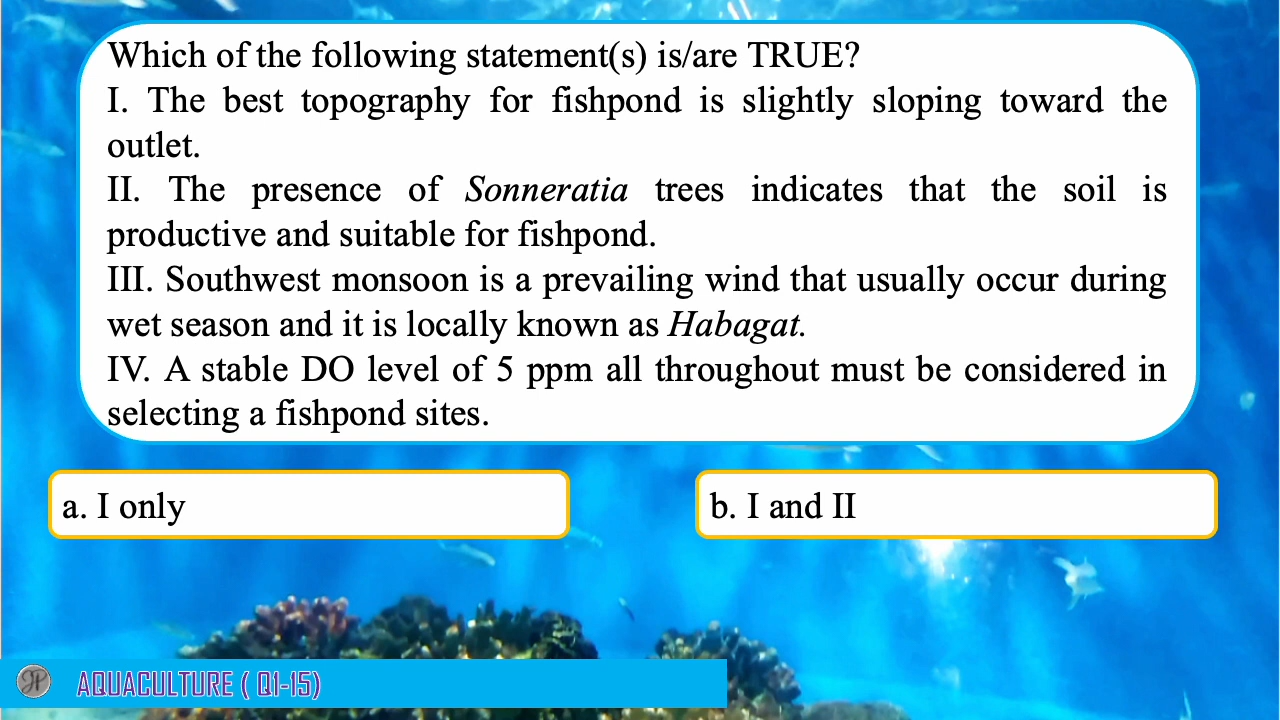 Which of the following statement(s) is/are TRUE?
I. The best topography for fishpond is slightly sloping toward the
outlet.
II. The presence of Sonneratia trees indicates that the soil is
productive and suitable for fishpond.
III. Southwest monsoon is a prevailing wind that usually occur during
wet season and it is locally known as Habagat.
IV. A stable DO level of 5 ppm all throughout must be considered in
selecting a fishpond sites.
a. I only
b. I and II
AQUACULTURE ( Q1-15)